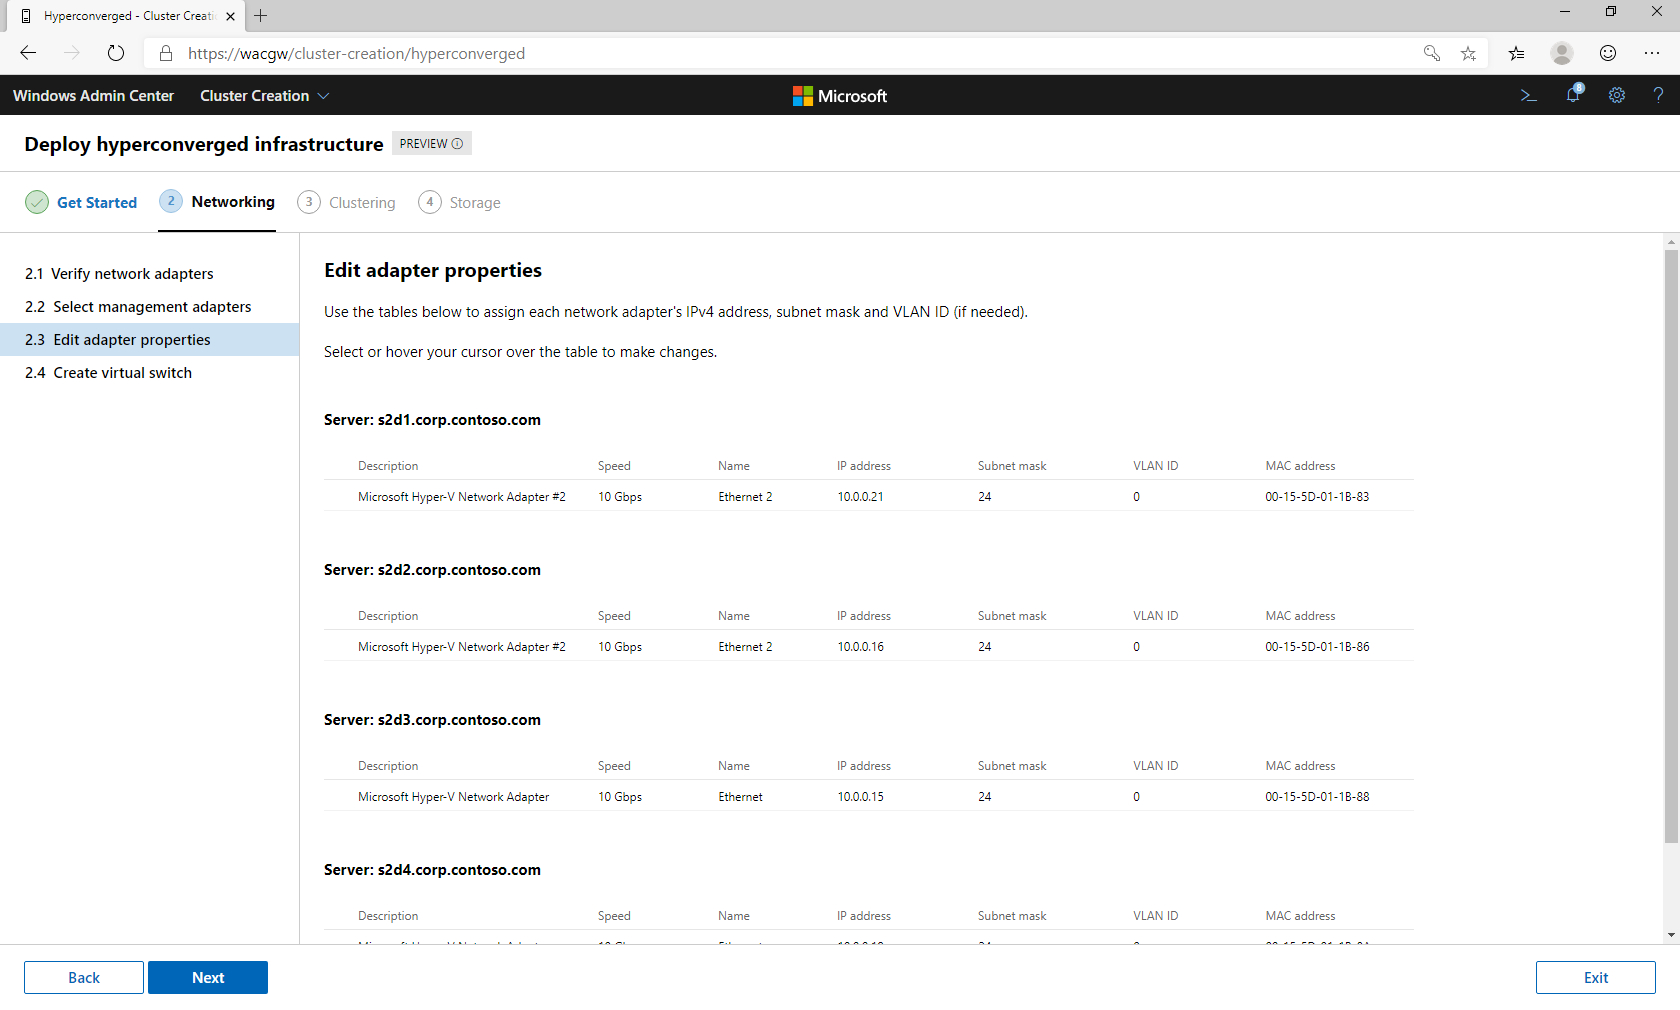 Hyperconverged - Cluster Creati
https://wacgw/cluster-creation/hyperconverged
Windows Admin Center Cluster Creation Microsoft 8 ?
Deploy hyperconverged infrastructure PREVIEW
Get Started 2 Networking 3 Clustering 4 Storage
2.1 Verify network adapters
2.2 Select management adapters
2.3 Edit adapter properties
2.4 Create virtual switch
Edit adapter properties
Use the tables below to assign each network adapter's IPv4 address, subnet mask and VLAN ID (if needed).
Select or hover your cursor over the table to make changes.
Server: s2d1.corp.contoso.com
Description Speed Name IP address Subnet mask VLAN ID MAC address
Microsoft Hyper-V Network Adapter #2 10 Gbps Ethernet 2 10.0.0.21 24 0 00-15-5D-01-1B-83
Server: s2d2.corp.contoso.com
Description Speed Name IP address Subnet mask VLAN ID MAC address
Microsoft Hyper-V Network Adapter #2 10 Gbps Ethernet 2 10.0.0.16 24 0 00-15-5D-01-1B-86
Server: s2d3.corp.contoso.com
Description Speed Name IP address Subnet mask VLAN ID MAC address
Microsoft Hyper-V Network Adapter 10 Gbps Ethernet 10.0.0.15 24 0 00-15-5D-01-1B-88
Server: s2d4.corp.contoso.com
Description Speed Name IP address Subnet mask VLAN ID MAC address
Back Next Exit